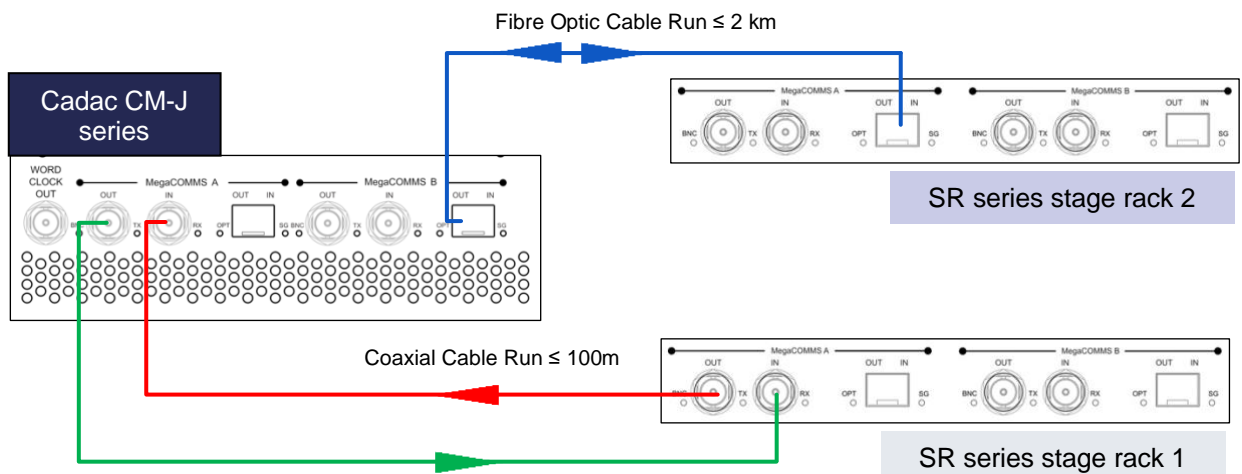 Fibre Optic Cable Run ≤ 2 km
Cadac CM-J
series
MegaCOMMS A
MegaCOMMS B
OUT
IN
OUT IN
OUT
IN
OUT IN
BNC
TX
RX
OPT
SG
BNC
TX
RX
OPT
SG
SR series stage rack 2
WORD
CLOCK
OUT
MegaCOMMS A
MegaCOMMS B
OUT
IN
OUT IN
OUT
IN
OUT IN
BNC
TX
RX
OPT
SG BNC
TX
RX
OPT
SG
Coaxial Cable Run ≤ 100m
MegaCOMMS A
MegaCOMMS B
OUT
IN
OUT IN
OUT
IN
OUT IN
BNC
TX
RX
OPT
SG
BNC
TX
RX
OPT
SG
SR series stage rack 1